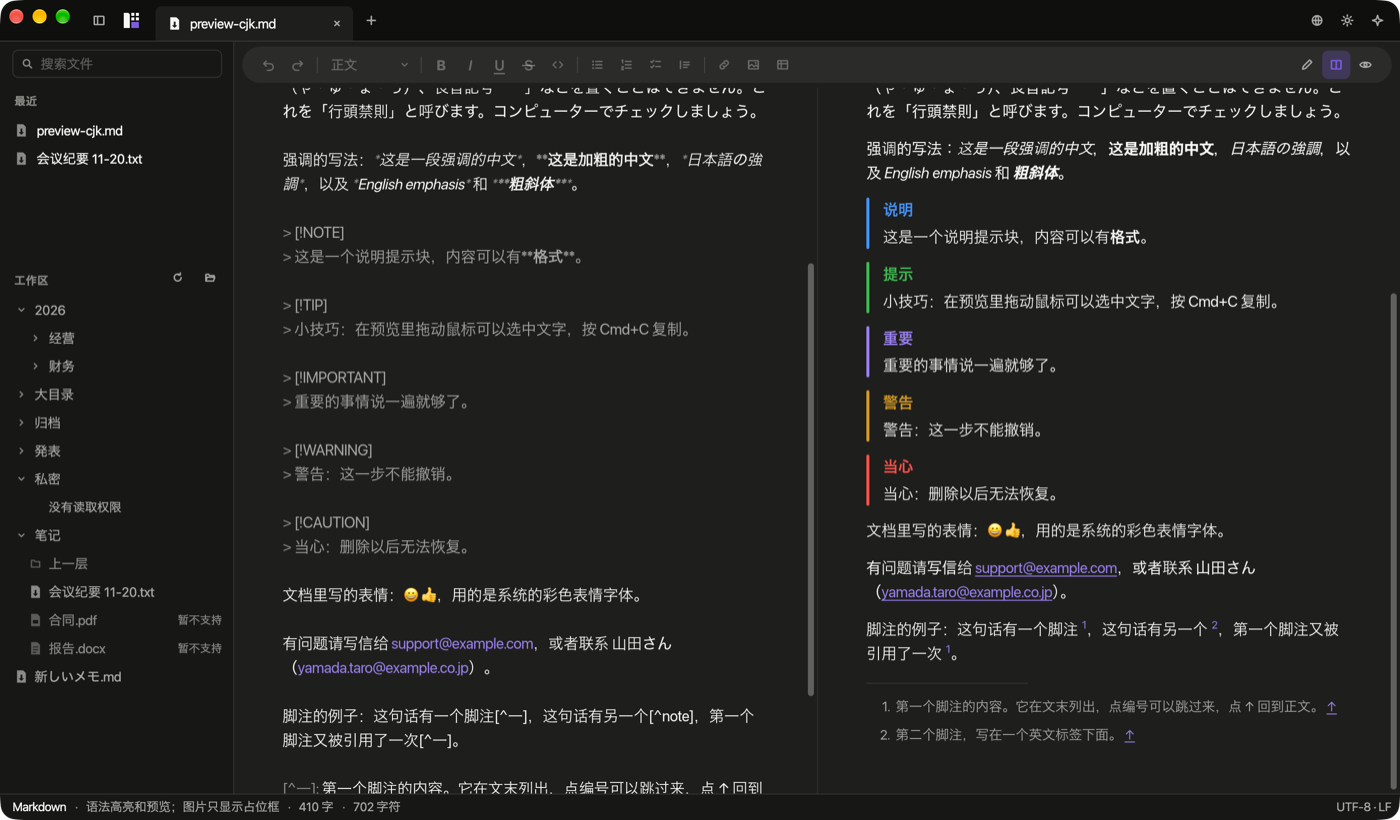 preview-cjk.md
搜索文件
正文
最近
preview-cjk.md
会议纪要 11-20.txt
工作区
2026
经营
财务
大目录
归档
発表
私密
没有读取权限
笔记
上一层
会议纪要 11-20.txt
合同.pdf 暂不支持
报告.docx 暂不支持
新しいメモ.md
れを「行頭禁則」と呼びます。コンピューターでチェックしましょう。
强调的写法：*这是一段强调的中文*，**这是加粗的中文**，*日本語の強
調*，以及 *English emphasis* 和 ***粗斜体***。
> [!NOTE]
> 这是一个说明提示块，内容可以有**格式**。
> [!TIP]
> 小技巧：在预览里拖动鼠标可以选中文字，按 Cmd+C 复制。
> [!IMPORTANT]
> 重要的事情说一遍就够了。
> [!WARNING]
> 警告：这一步不能撤销。
> [!CAUTION]
> 当心：删除以后无法恢复。
文档里写的表情：😀👍，用的是系统的彩色表情字体。
有问题请写信给 support@example.com，或者联系 山田さん
（yamada.taro@example.co.jp）。
脚注的例子：这句话有一个脚注[^一]，这句话有另一个[^note]，第一个
脚注又被引用了一次[^一]。
[^一]: 第一个脚注的内容。它在文末列出，点编号可以跳过来，点 ↑ 回到
れを「行頭禁則」と呼びます。コンピューターでチェックしましょう。
强调的写法：这是一段强调的中文，这是加粗的中文，日本語の強調，以
及 English emphasis 和 粗斜体。
说明
这是一个说明提示块，内容可以有格式。
提示
小技巧：在预览里拖动鼠标可以选中文字，按 Cmd+C 复制。
重要
重要的事情说一遍就够了。
警告
警告：这一步不能撤销。
当心
当心：删除以后无法恢复。
文档里写的表情：😀👍，用的是系统的彩色表情字体。
有问题请写信给 support@example.com，或者联系 山田さん
（yamada.taro@example.co.jp）。
脚注的例子：这句话有一个脚注 1，这句话有另一个 2，第一个脚注又被
引用了一次 1。
1. 第一个脚注的内容。它在文末列出，点编号可以跳过来，点 ↑ 回到正文。↑
2. 第二个脚注，写在一个英文标签下面。↑
Markdown · 语法高亮和预览；图片只显示占位框 · 410 字 · 702 字符
UTF-8 · LF